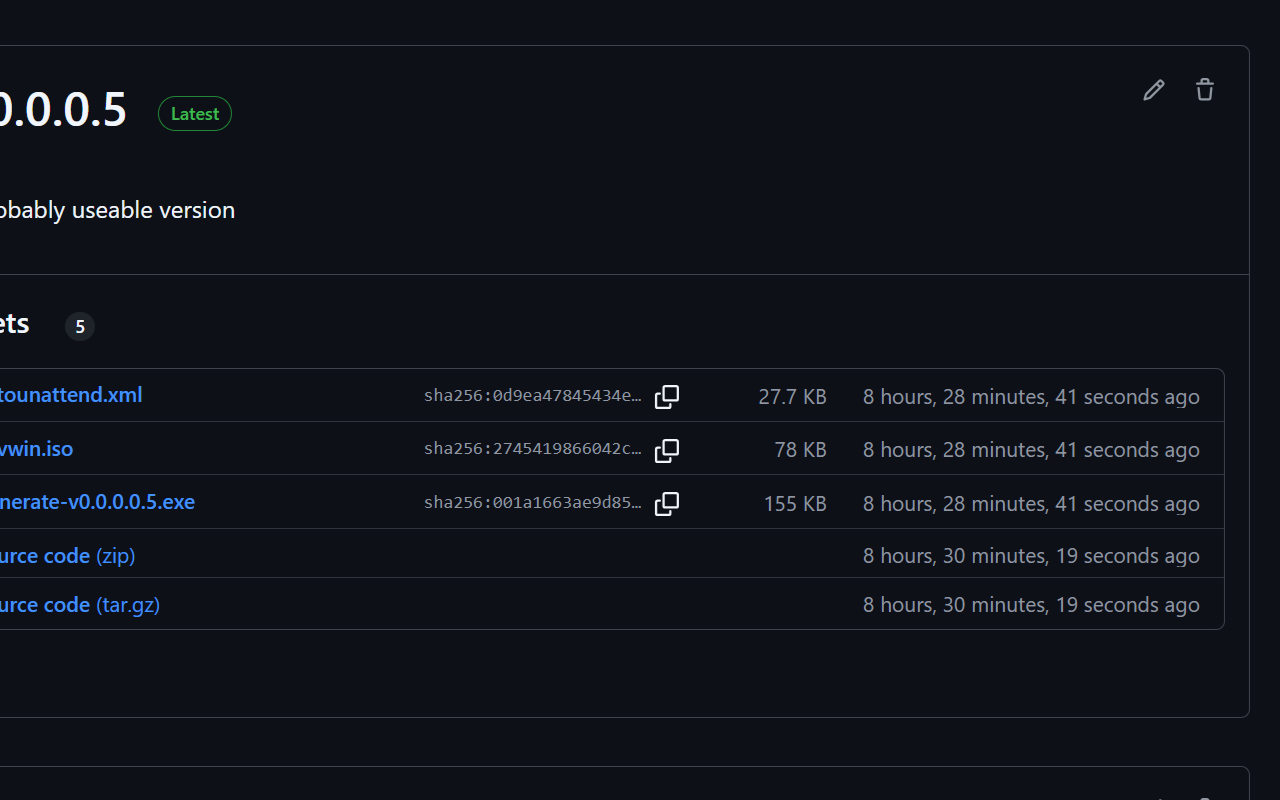 0.0.0.5 Latest
obably useable version
ets 5
tounattend.xml sha256:0d9ea47845434e… 27.7 KB 8 hours, 28 minutes, 41 seconds ago
vwin.iso sha256:2745419866042c… 78 KB 8 hours, 28 minutes, 41 seconds ago
nerate-v0.0.0.0.5.exe sha256:001a1663ae9d85… 155 KB 8 hours, 28 minutes, 41 seconds ago
urce code (zip) 8 hours, 30 minutes, 19 seconds ago
urce code (tar.gz) 8 hours, 30 minutes, 19 seconds ago